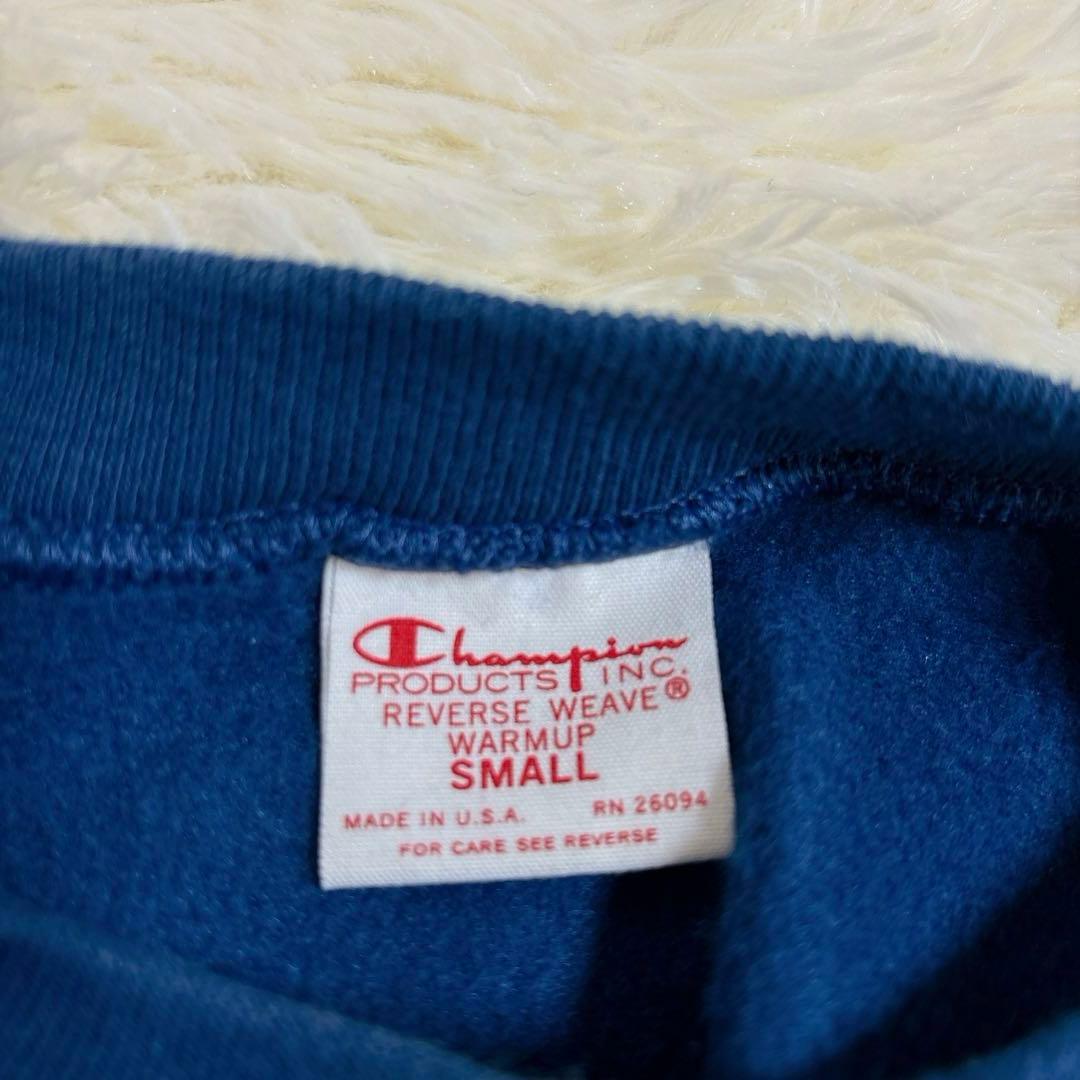 Champion
PRODUCTS INC.
REVERSE WEAVE®
WARMUP
SMALL
MADE IN U.S.A. RN 26094
FOR CARE SEE REVERSE